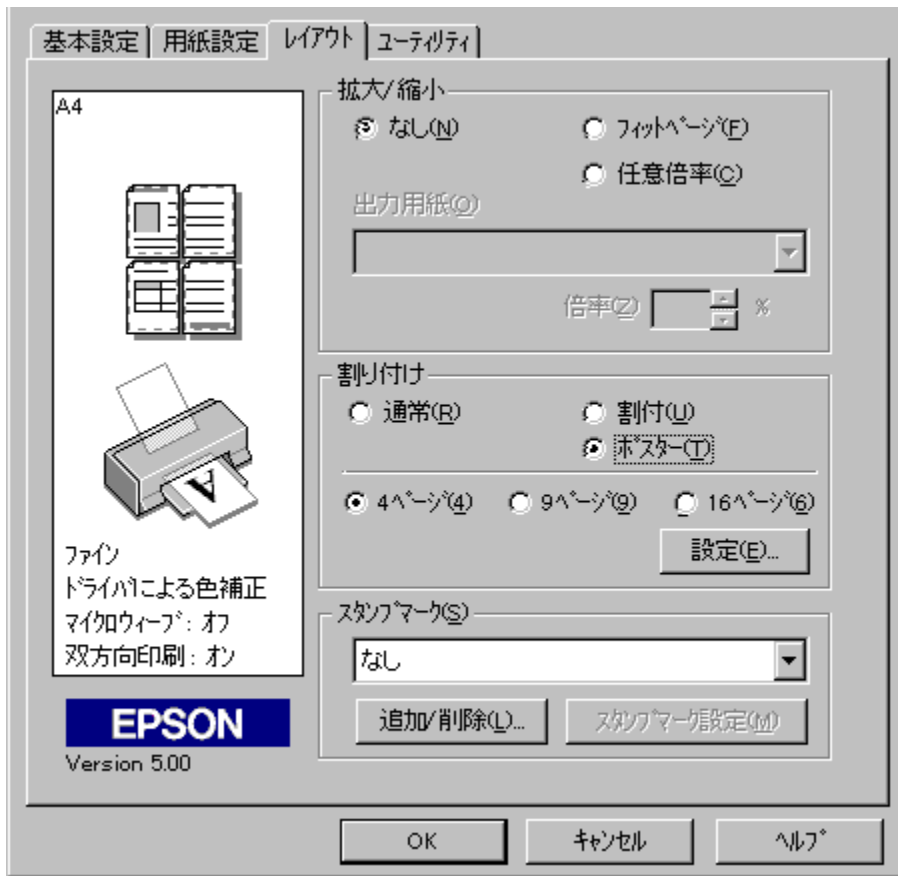 基本設定 用紙設定 レイアウト ユーティリティ
A4
ファイン
ドライバによる色補正
マイクロウィーブ：オフ
双方向印刷：オン
EPSON
Version 5.00
拡大/縮小
なし(N) フィットページ(F)
任意倍率(C)
出力用紙(O)
倍率(Z) %
割り付け
通常(R) 割付(U)
ポスター(T)
4ページ(4) 9ページ(9) 16ページ(6)
設定(E)...
スタンプマーク(S)
なし
追加/削除(L)... スタンプマーク設定(M)
OK キャンセル ヘルプ